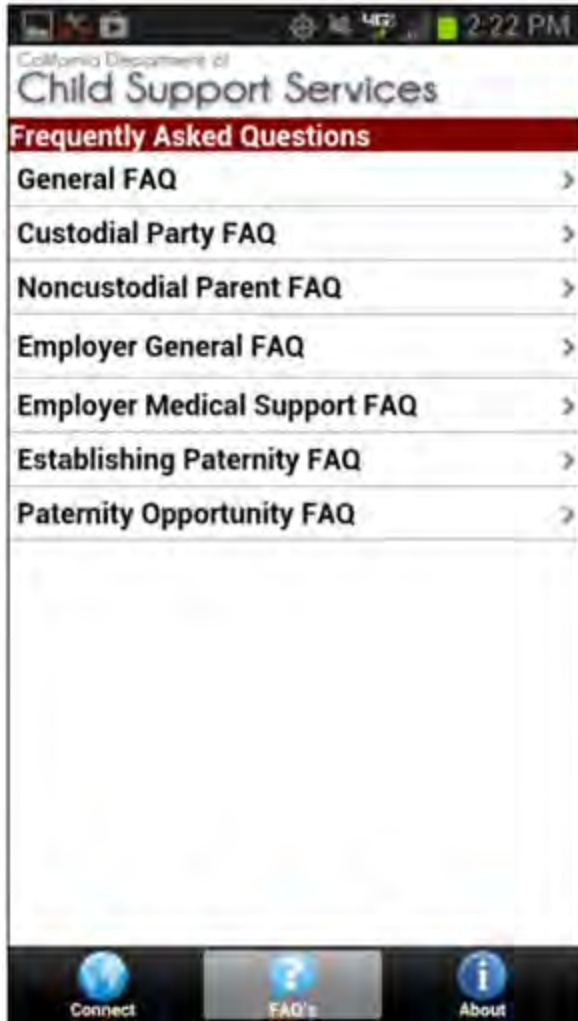 4G 2:22 PM
California Department of
Child Support Services
Frequently Asked Questions
General FAQ
Custodial Party FAQ
Noncustodial Parent FAQ
Employer General FAQ
Employer Medical Support FAQ
Establishing Paternity FAQ
Paternity Opportunity FAQ
Connect FAQ's About